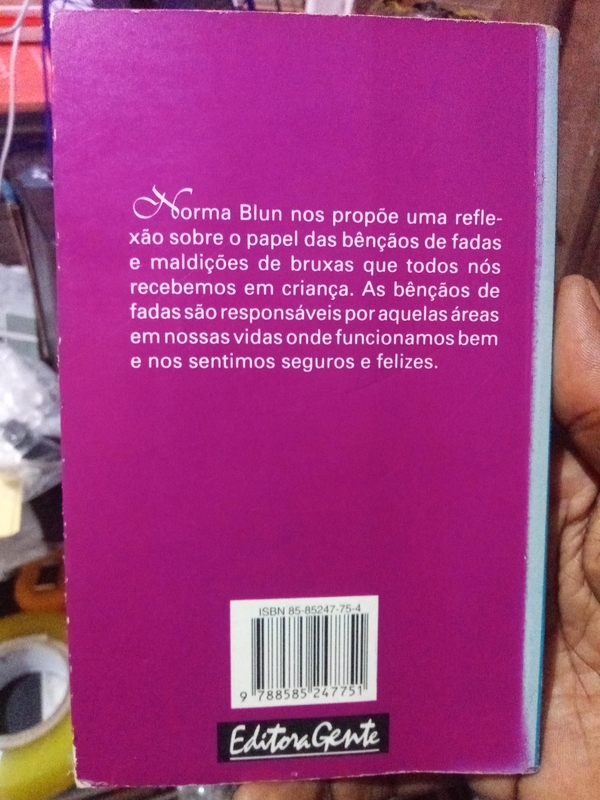 Norma Blun nos propõe uma refle-
xão sobre o papel das bênçãos de fadas
e maldições de bruxas que todos nós
recebemos em criança. As bênçãos de
fadas são responsáveis por aquelas áreas
em nossas vidas onde funcionamos bem
e nos sentimos seguros e felizes.
ISBN 85-85247-75-4
9 788585 247751
Editora Gente